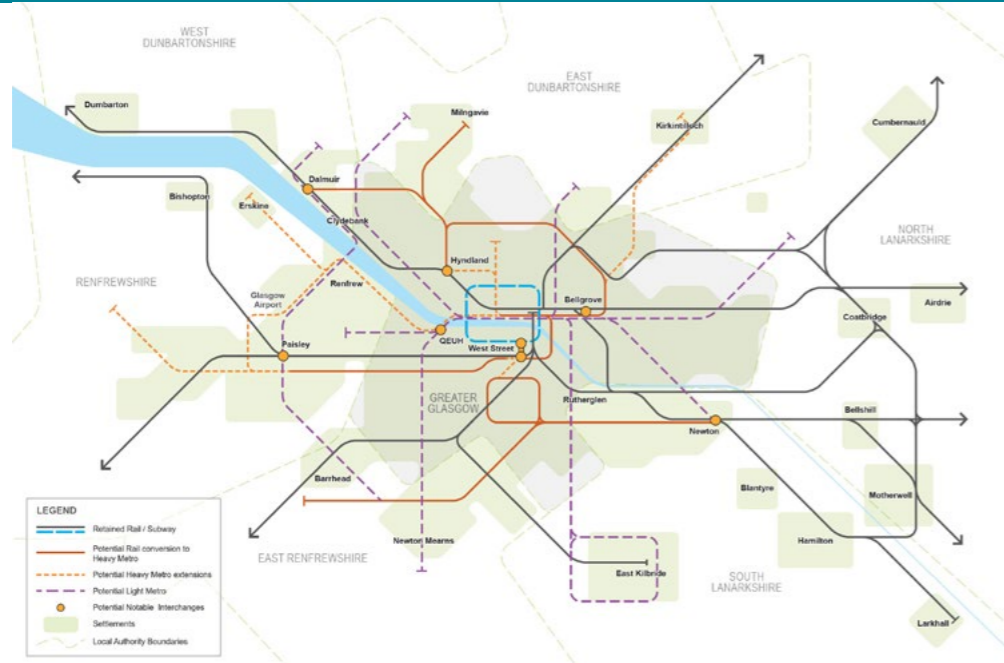 WEST
DUNBARTONSHIRE
EAST
DUNBARTONSHIRE
Dumbarton
Milngavie
Kirkintilloch
Cumbernauld
Dalmuir
Bishopton
Erskine
Clydebank
NORTH
LANARKSHIRE
Hyndland
RENFREWSHIRE
Renfrew
Glasgow
Airport
Bellgrove
Airdrie
Coatbridge
QEUH
Paisley
West Street
GREATER
GLASGOW
Rutherglen
Bellshill
Newton
Barrhead
Blantyre
Motherwell
Newton Mearns
Hamilton
EAST RENFREWSHIRE
East Kilbride
SOUTH
LANARKSHIRE
Larkhall
LEGEND
Retained Rail / Subway
Potential Rail conversion to
Heavy Metro
Potential Heavy Metro extensions
Potential Light Metro
Potential Notable Interchanges
Settlements
Local Authority Boundaries